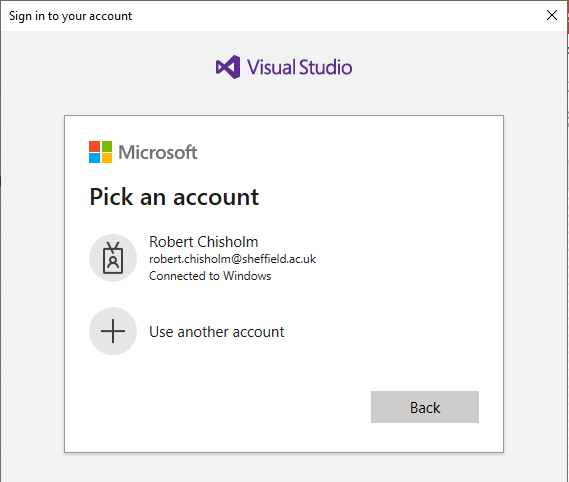 Sign in to your account
Visual Studio
Microsoft
Pick an account
Robert Chisholm
robert.chisholm@sheffield.ac.uk
Connected to Windows
Use another account
Back